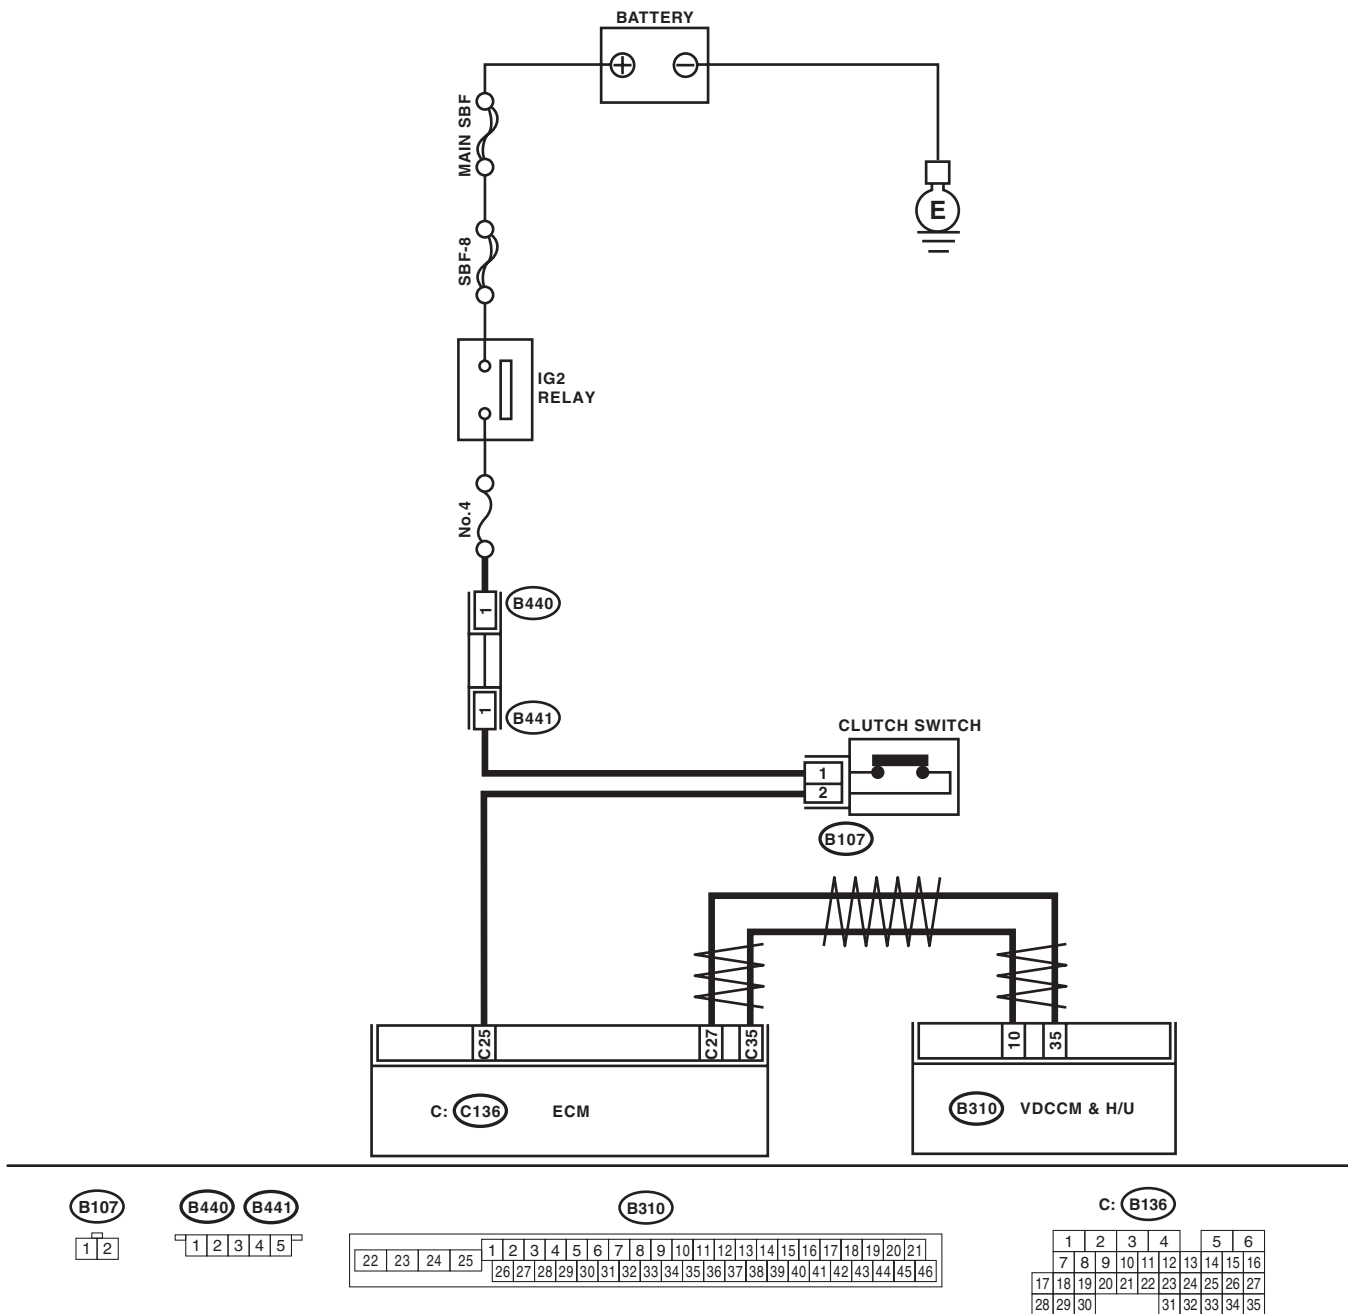 BATTERY
MAIN SBF
SBF-8
IG2
RELAY
No.4
1
B440
1
B441
CLUTCH SWITCH
1
2
B107
C25
C27
C35
10
35
C: C136 ECM
B310 VDCCM & H/U
E
B107
1 2
B440 B441
1 2 3 4 5
B310
22 23 24 25 1 2 3 4 5 6 7 8 9 10 11 12 13 14 15 16 17 18 19 20 21
26 27 28 29 30 31 32 33 34 35 36 37 38 39 40 41 42 43 44 45 46
C: B136
1 2 3 4 5 6
7 8 9 10 11 12 13 14 15 16
17 18 19 20 21 22 23 24 25 26 27
28 29 30 31 32 33 34 35